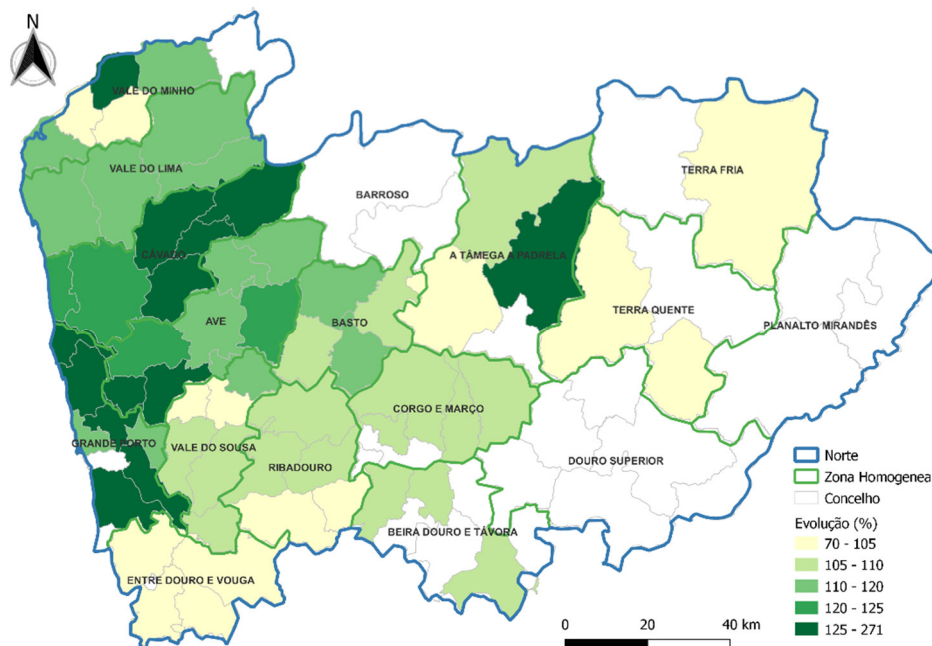 N
VALE DO MINHO
TERRA FRIA
VALE DO LIMA
BARROSO
CÁVADO
A TÂMEGA A PADRELA
TERRA QUENTE
AVE
BASTO
PLANALTO MIRANDÊS
CORGO E MARÇO
GRANDE PORTO
VALE DO SOUSA
RIBADOURO
DOURO SUPERIOR
BEIRA DOURO E TÁVORA
ENTRE DOURO E VOUGA
Norte
Zona Homogenea
Concelho
Evolução (%)
70 - 105
105 - 110
110 - 120
120 - 125
125 - 271
0 20 40 km